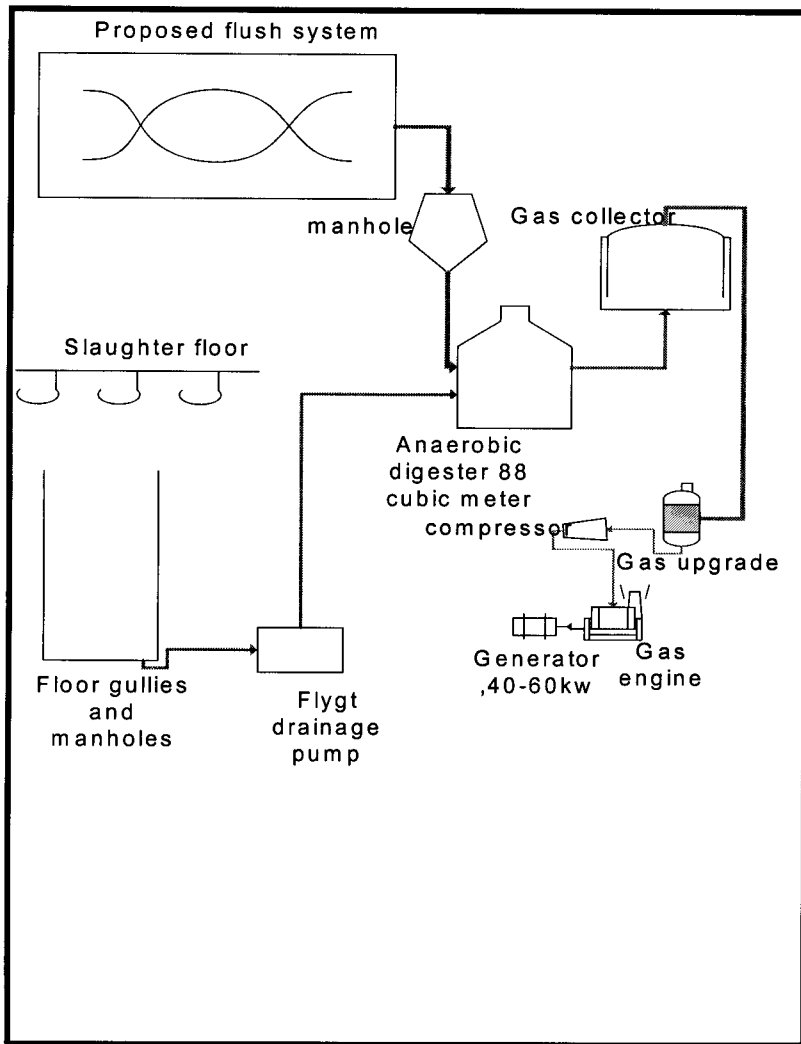 Proposed flush system
manhole
Gas collector
Slaughter floor
Anaerobic
digester 88
cubic meter
compressor
Gas upgrade
Generator
,40-60kw
Gas
engine
Floor gullies
and
manholes
Flygt
drainage
pump